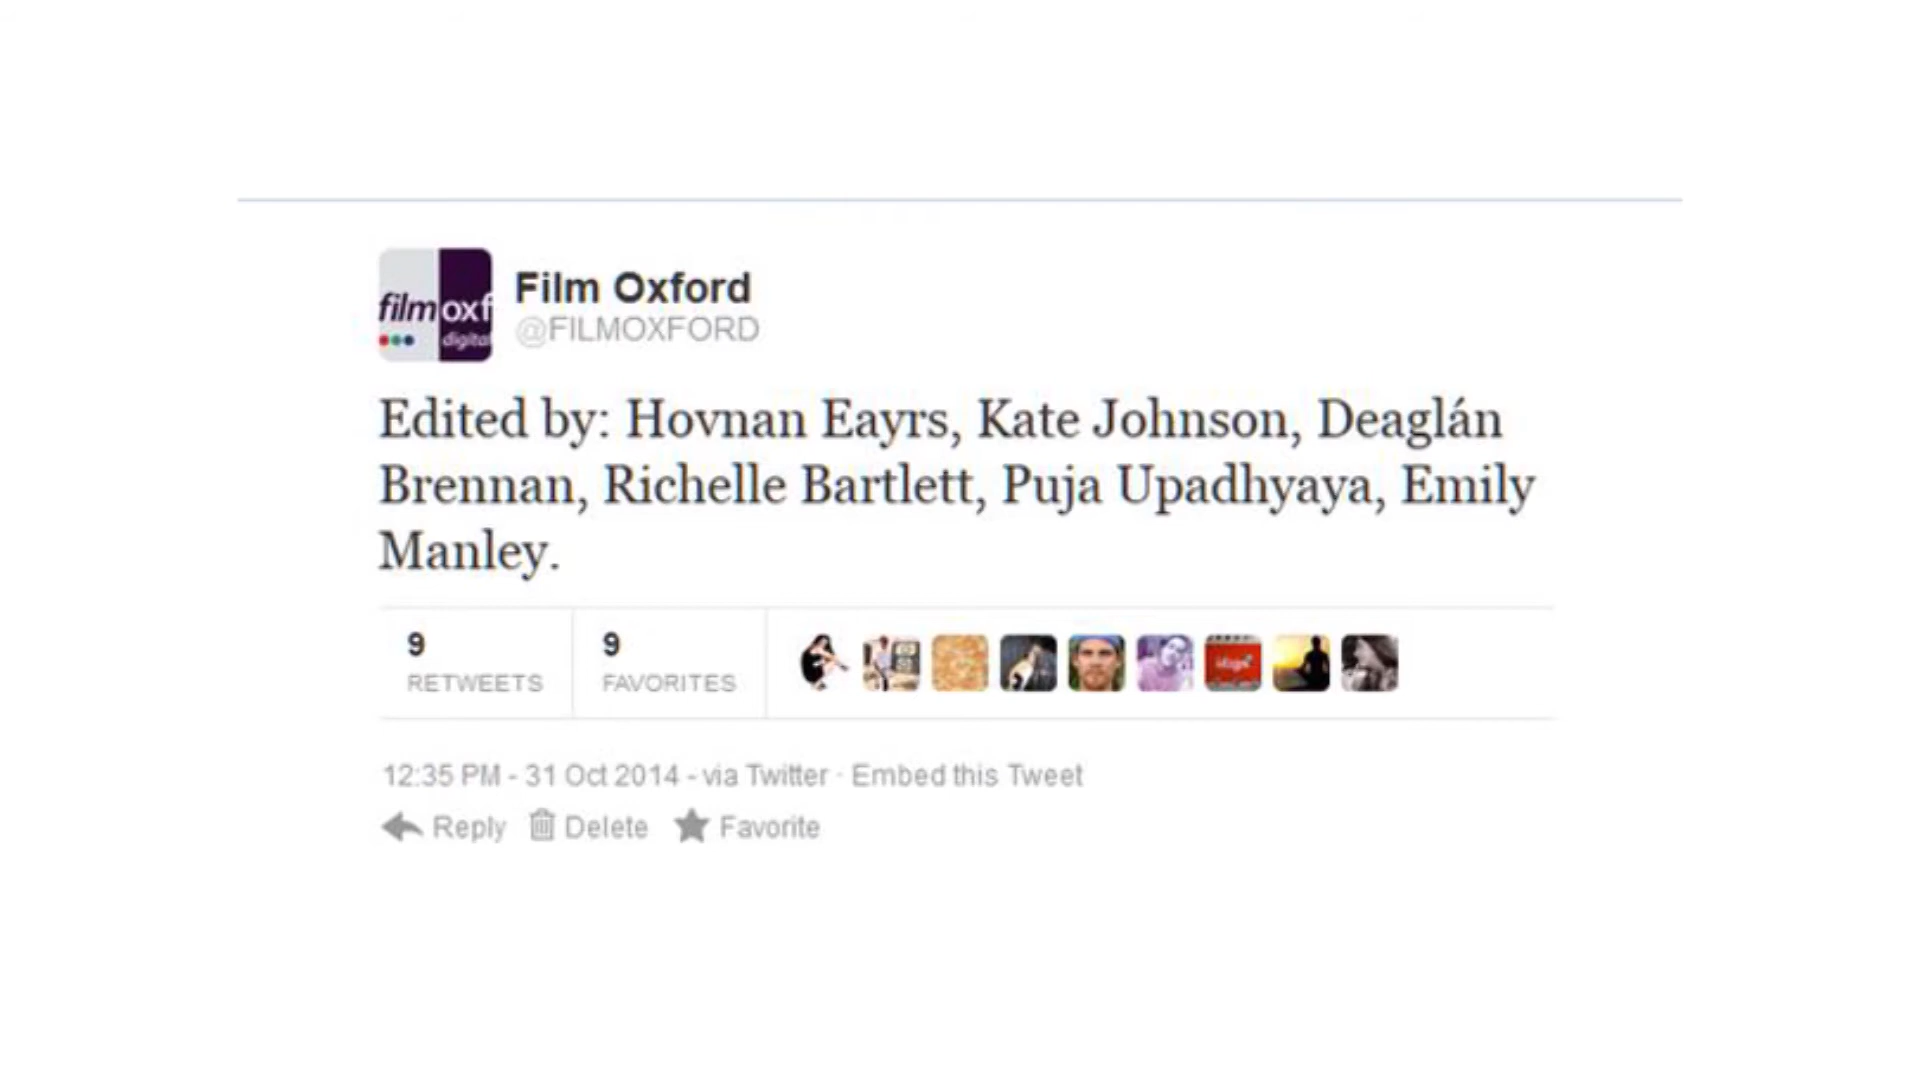 film oxf
digital
Film Oxford
@FILMOXFORD
Edited by: Hovnan Eayrs, Kate Johnson, Deaglán
Brennan, Richelle Bartlett, Puja Upadhyaya, Emily
Manley.
9 9
RETWEETS FAVORITES
12:35 PM - 31 Oct 2014 - via Twitter · Embed this Tweet
Reply Delete Favorite